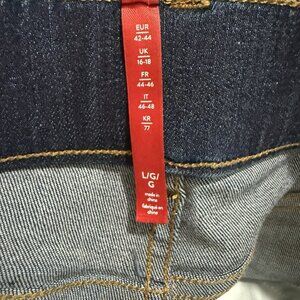 EUR
42-44
UK
16-18
FR
44-46
IT
46-48
KR
77
L/G/
G
made in
china
fabriqué en
chine